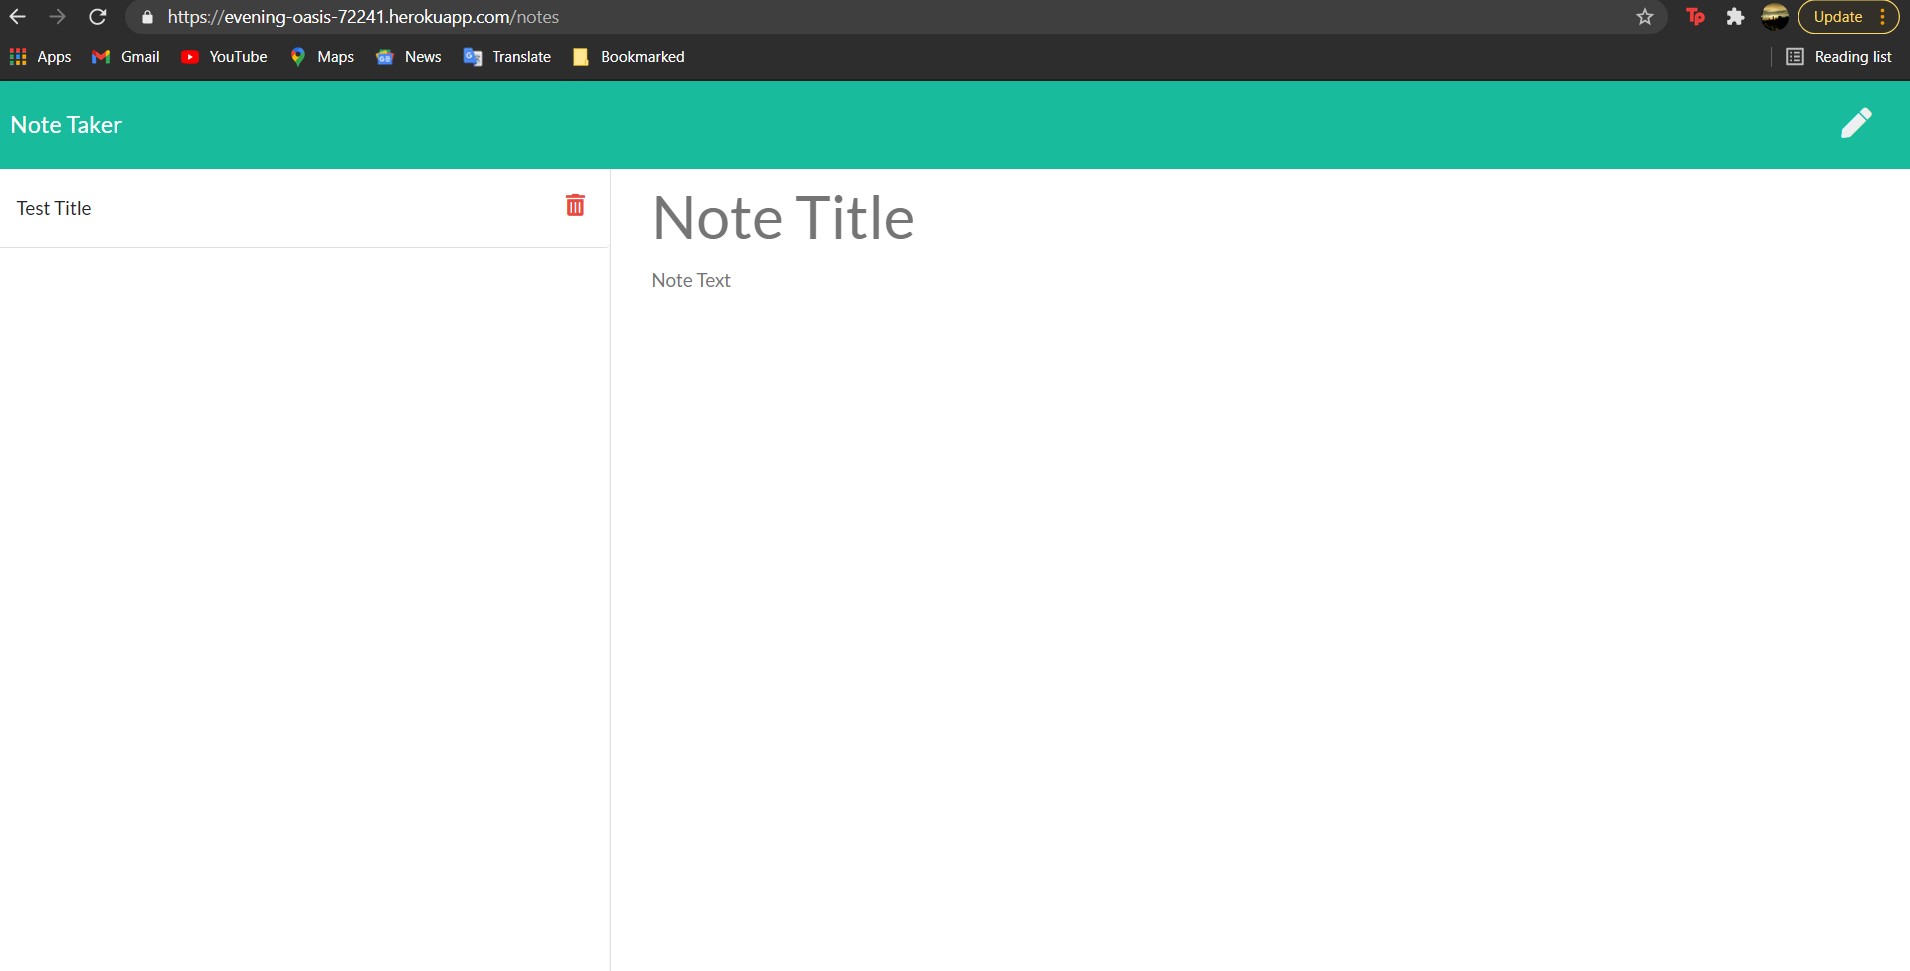 https://evening-oasis-72241.herokuapp.com/notes Tp Update
Apps Gmail YouTube Maps News Translate Bookmarked Reading list
Note Taker
Test Title
Note Title
Note Text